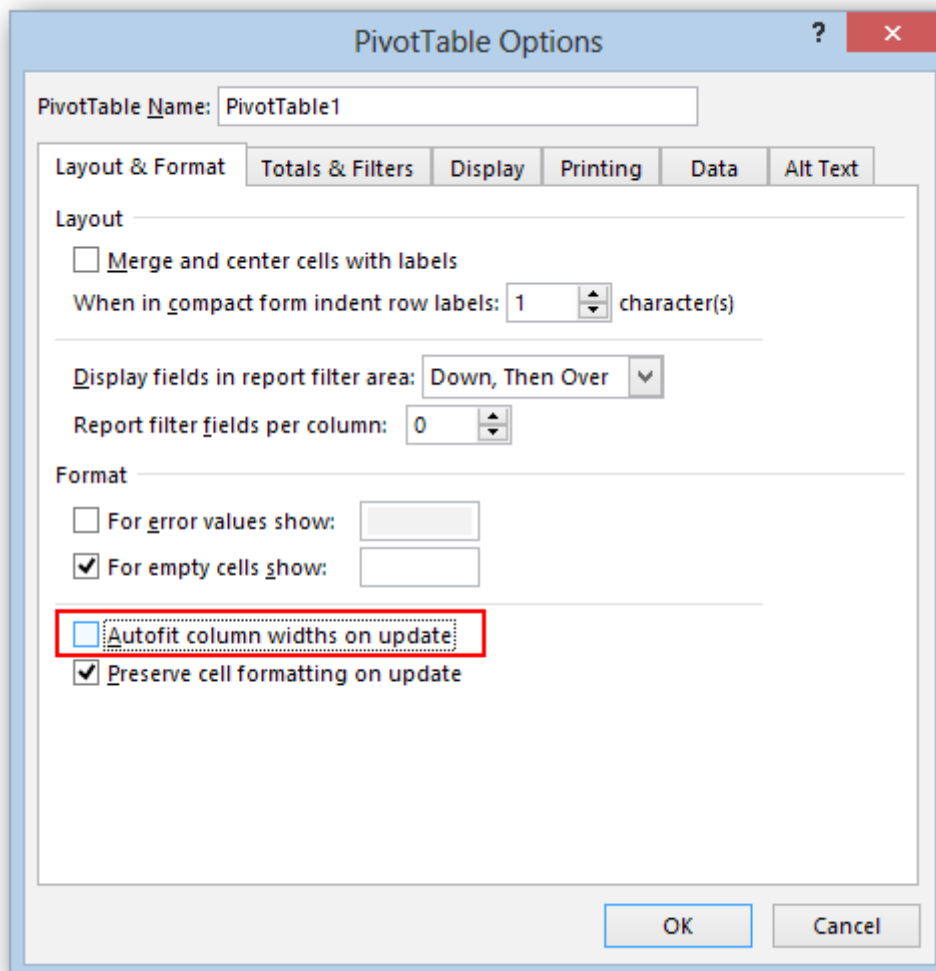 PivotTable Options
?
PivotTable Name: PivotTable1
Layout & Format Totals & Filters Display Printing Data Alt Text
Layout
Merge and center cells with labels
When in compact form indent row labels: 1 character(s)
Display fields in report filter area: Down, Then Over
Report filter fields per column: 0
Format
For error values show:
For empty cells show:
Autofit column widths on update
Preserve cell formatting on update
OK Cancel